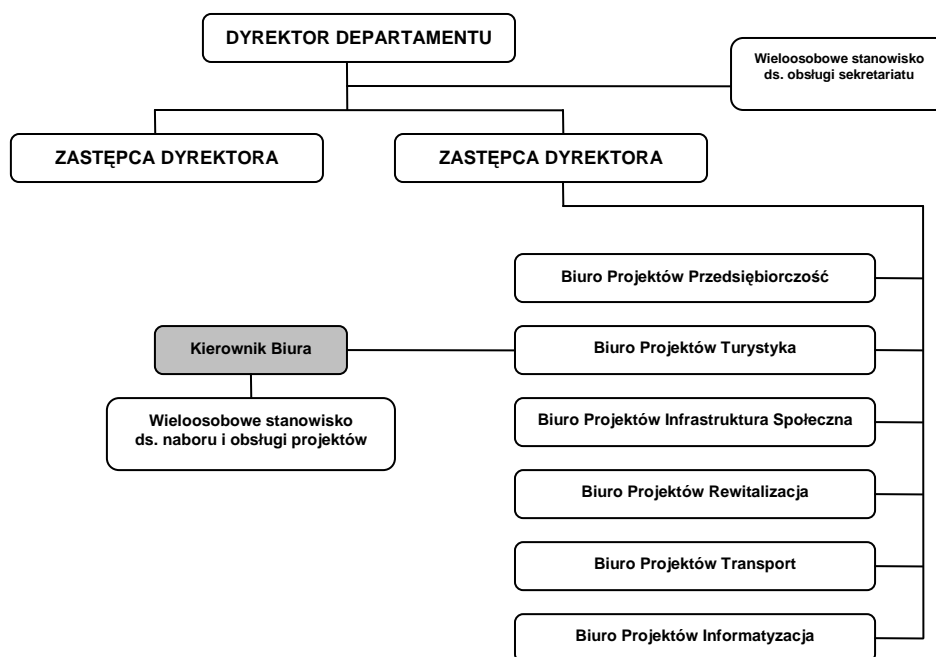 DYREKTOR DEPARTAMENTU
Wieloosobowe stanowisko
ds. obsługi sekretariatu
ZASTĘPCA DYREKTORA
ZASTĘPCA DYREKTORA
Biuro Projektów Przedsiębiorczość
Kierownik Biura
Biuro Projektów Turystyka
Wieloosobowe stanowisko
ds. naboru i obsługi projektów
Biuro Projektów Infrastruktura Społeczna
Biuro Projektów Rewitalizacja
Biuro Projektów Transport
Biuro Projektów Informatyzacja